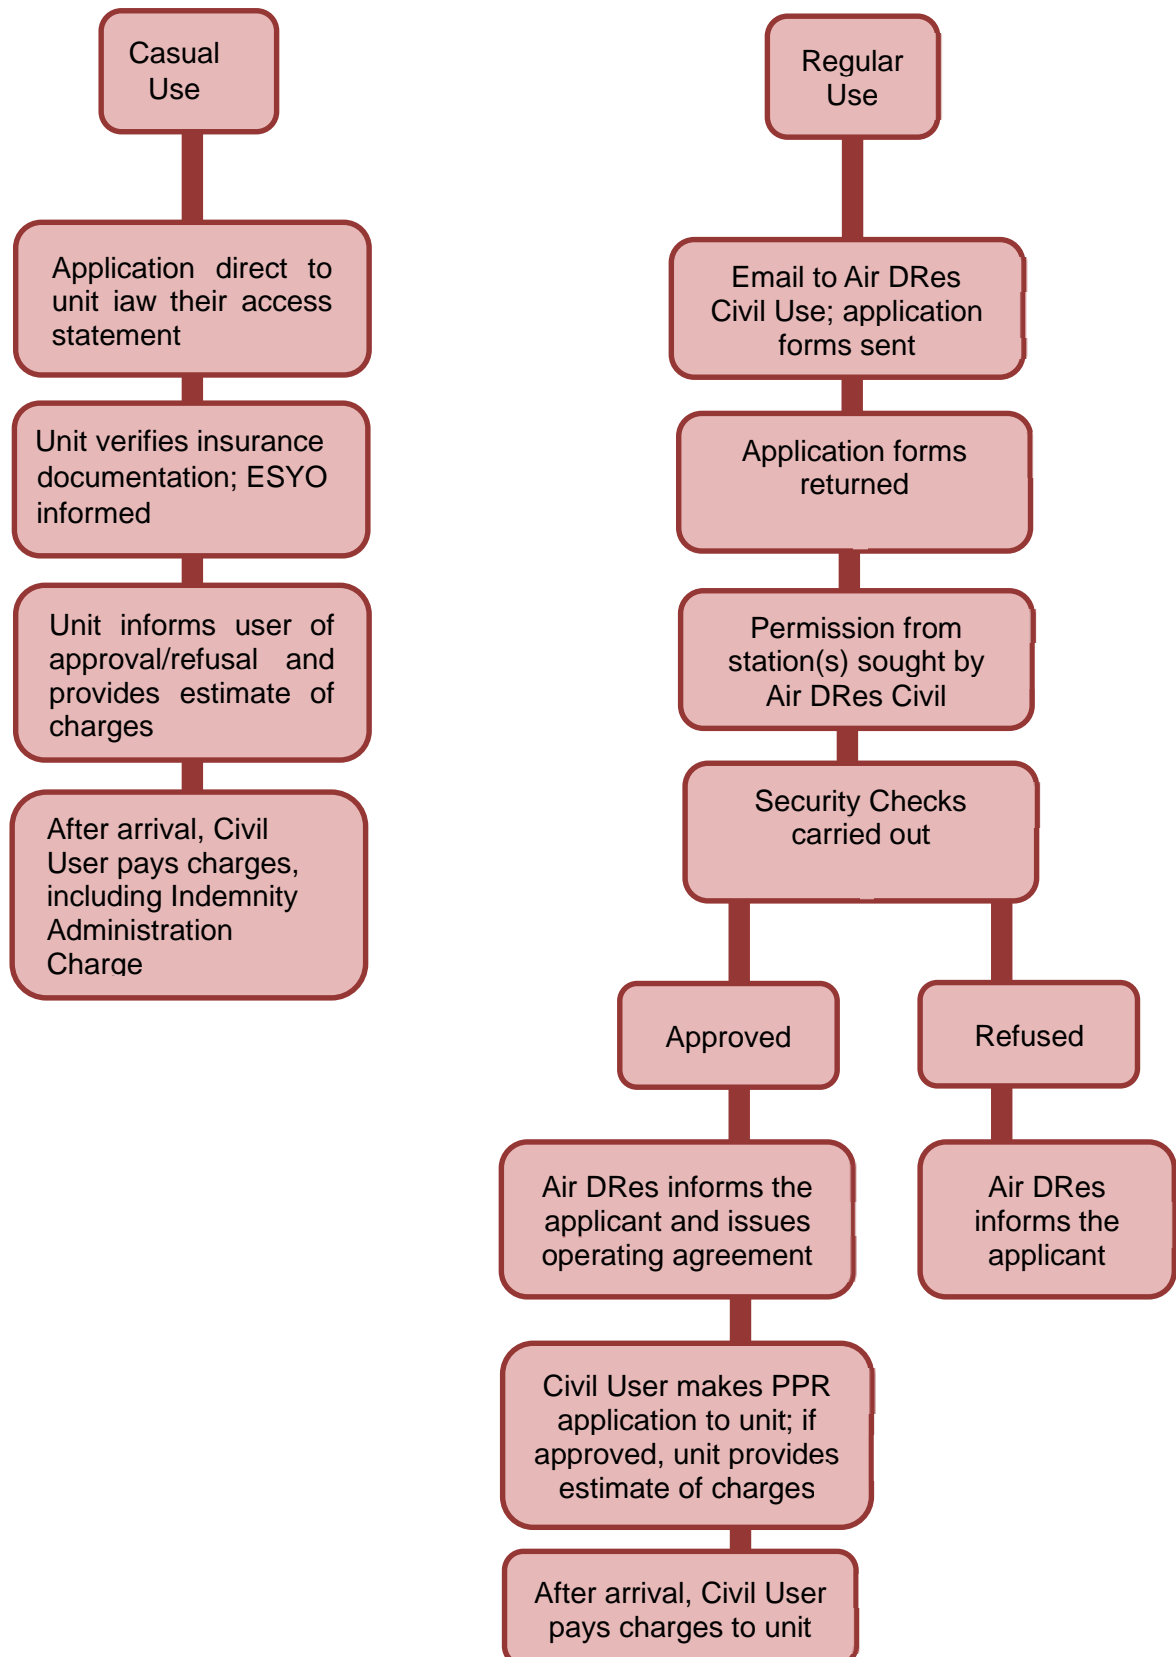 Casual
Use
Application direct to
unit iaw their access
statement
Unit verifies insurance
documentation; ESYO
informed
Unit informs user of
approval/refusal and
provides estimate of
charges
After arrival, Civil
User pays charges,
including Indemnity
Administration
Charge
Regular
Use
Email to Air DRes
Civil Use; application
forms sent
Application forms
returned
Permission from
station(s) sought by
Air DRes Civil
Security Checks
carried out
Approved
Refused
Air DRes informs the
applicant and issues
operating agreement
Air DRes
informs the
applicant
Civil User makes PPR
application to unit; if
approved, unit provides
estimate of charges
After arrival, Civil User
pays charges to unit